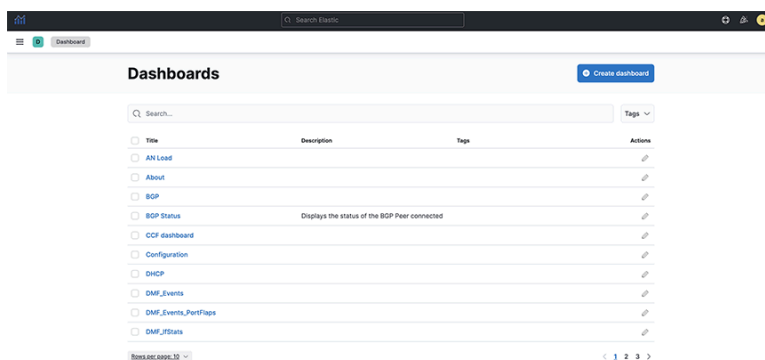 Search Elastic
D Dashboard
Dashboards
Create dashboard
Search...
Tags
Title Description Tags Actions
AN Load
About
BGP
BGP Status Displays the status of the BGP Peer connected
CCF dashboard
Configuration
DHCP
DMF_Events
DMF_Events_PortFlaps
DMF_IfStats
Rows per page: 10
1 2 3